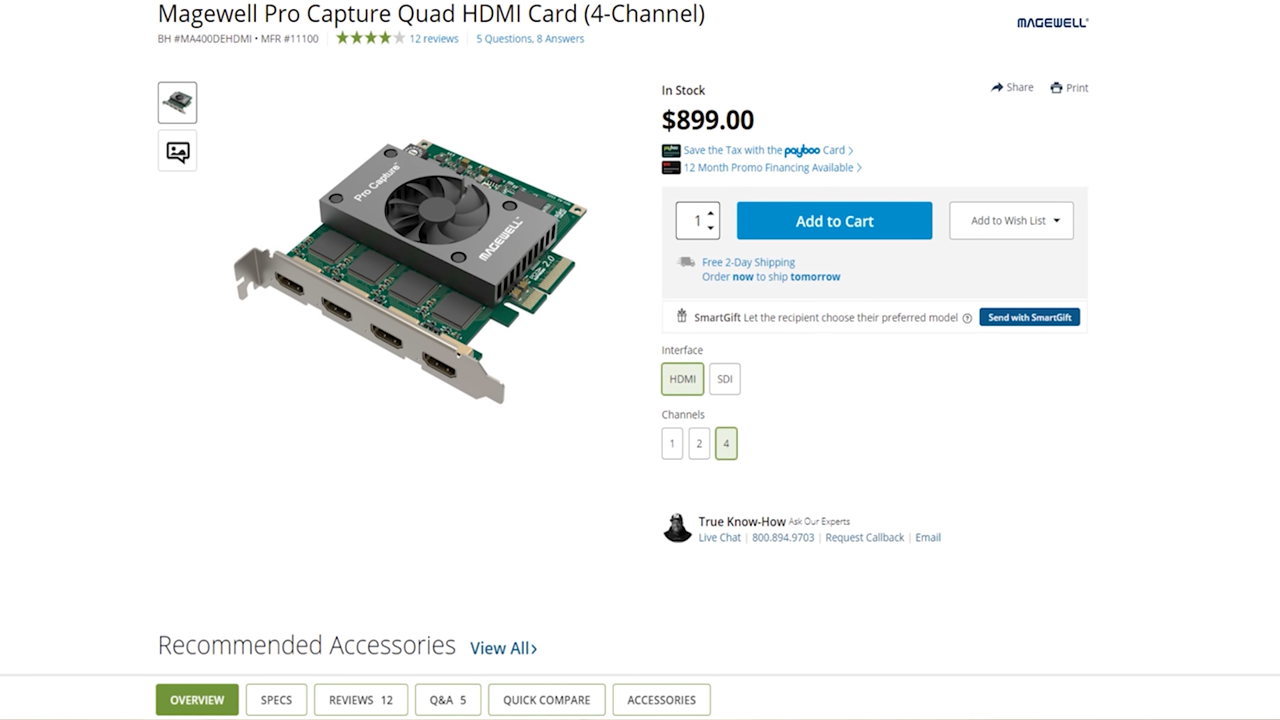 Magewell Pro Capture Quad HDMI Card (4-Channel)
MAGEWELL®
BH #MA400DEHDMI • MFR #11100 12 reviews 5 Questions, 8 Answers
In Stock
Share Print
$899.00
Save the Tax with the payboo Card >
12 Month Promo Financing Available >
Pro Capture
MAGEWELL
2.0
1 Add to Cart Add to Wish List
Free 2-Day Shipping
Order now to ship tomorrow
SmartGift Let the recipient choose their preferred model ? Send with SmartGift
Interface
HDMI SDI
Channels
1 2 4
True Know-How Ask Our Experts
Live Chat | 800.894.9703 | Request Callback | Email
Recommended Accessories View All>
OVERVIEW SPECS REVIEWS 12 Q&A 5 QUICK COMPARE ACCESSORIES